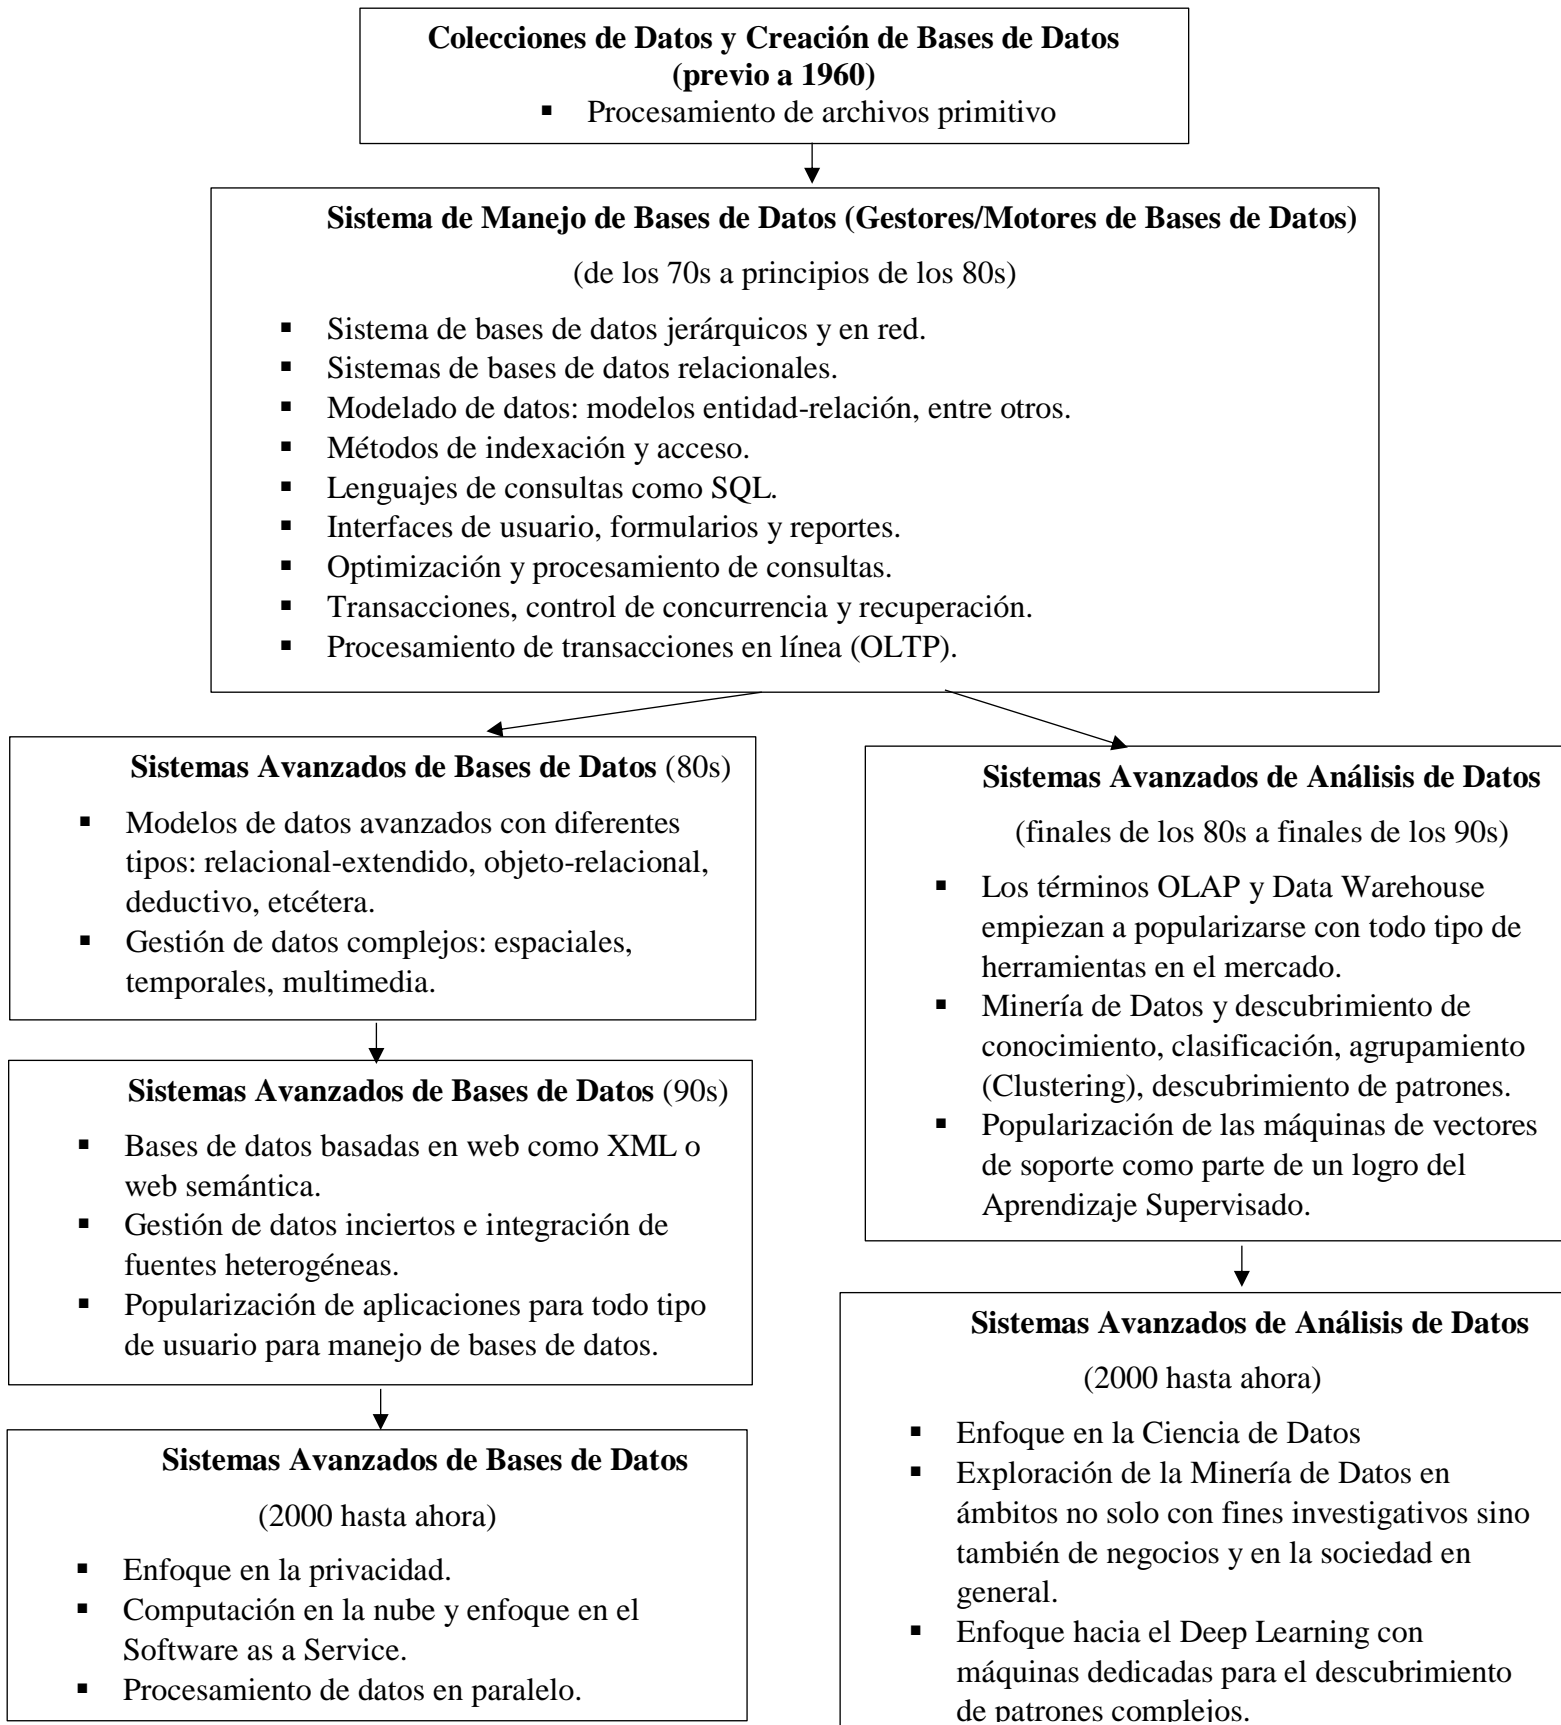 Colecciones de Datos y Creación de Bases de Datos
(previo a 1960)
▪ Procesamiento de archivos primitivo
Sistema de Manejo de Bases de Datos (Gestores/Motores de Bases de Datos)
(de los 70s a principios de los 80s)
▪ Sistema de bases de datos jerárquicos y en red.
▪ Sistemas de bases de datos relacionales.
▪ Modelado de datos: modelos entidad-relación, entre otros.
▪ Métodos de indexación y acceso.
▪ Lenguajes de consultas como SQL.
▪ Interfaces de usuario, formularios y reportes.
▪ Optimización y procesamiento de consultas.
▪ Transacciones, control de concurrencia y recuperación.
▪ Procesamiento de transacciones en línea (OLTP).
Sistemas Avanzados de Bases de Datos (80s)
▪ Modelos de datos avanzados con diferentes
tipos: relacional-extendido, objeto-relacional,
deductivo, etcétera.
▪ Gestión de datos complejos: espaciales,
temporales, multimedia.
Sistemas Avanzados de Bases de Datos (90s)
▪ Bases de datos basadas en web como XML o
web semántica.
▪ Gestión de datos inciertos e integración de
fuentes heterogéneas.
▪ Popularización de aplicaciones para todo tipo
de usuario para manejo de bases de datos.
Sistemas Avanzados de Bases de Datos
(2000 hasta ahora)
▪ Enfoque en la privacidad.
▪ Computación en la nube y enfoque en el
Software as a Service.
▪ Procesamiento de datos en paralelo.
Sistemas Avanzados de Análisis de Datos
(finales de los 80s a finales de los 90s)
▪ Los términos OLAP y Data Warehouse
empiezan a popularizarse con todo tipo de
herramientas en el mercado.
▪ Minería de Datos y descubrimiento de
conocimiento, clasificación, agrupamiento
(Clustering), descubrimiento de patrones.
▪ Popularización de las máquinas de vectores
de soporte como parte de un logro del
Aprendizaje Supervisado.
Sistemas Avanzados de Análisis de Datos
(2000 hasta ahora)
▪ Enfoque en la Ciencia de Datos
▪ Exploración de la Minería de Datos en
ámbitos no solo con fines investigativos sino
también de negocios y en la sociedad en
general.
▪ Enfoque hacia el Deep Learning con
máquinas dedicadas para el descubrimiento
de patrones complejos.